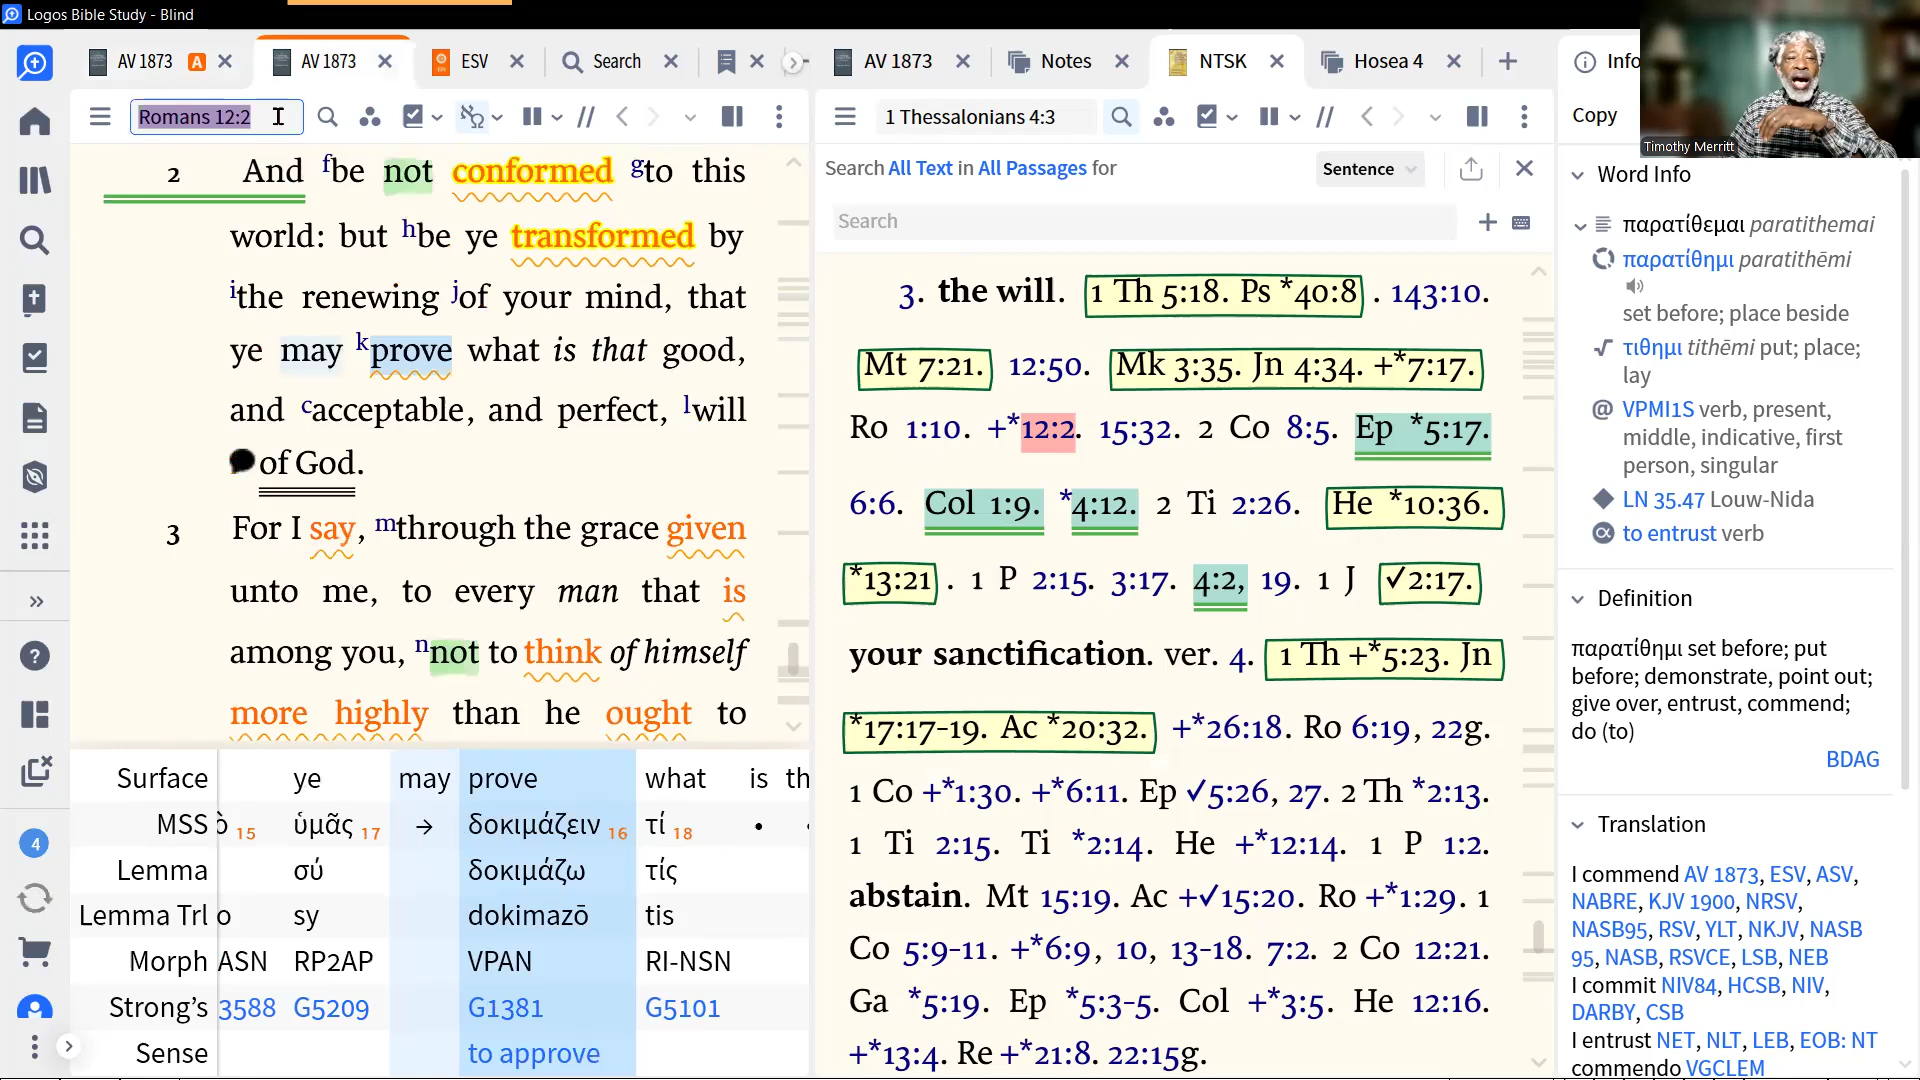 Logos Bible Study - Blind
AV 1873 A
AV 1873
ESV
Search
AV 1873
Notes
NTSK
Hosea 4
Info
Romans 12:2
1 Thessalonians 4:3
Copy
Timothy Merritt
2 And fbe not conformed gto this
world: but hbe ye transformed by
ithe renewing jof your mind, that
ye may kprove what is that good,
and cacceptable, and perfect, lwill
of God.
3 For I say, mthrough the grace given
unto me, to every man that is
among you, nnot to think of himself
more highly than he ought to
Surface ye may prove what is th
MSS ὸ 15 ὑμᾶς 17 → δοκιμάζειν 16 τί 18 •
Lemma σύ δοκιμάζω τίς
Lemma Trl o sy dokimazō tis
Morph ASN RP2AP VPAN RI-NSN
Strong's 3588 G5209 G1381 G5101
Sense to approve
Search All Text in All Passages for
Sentence
Search
3. the will. 1 Th 5:18. Ps *40:8 . 143:10.
Mt 7:21. 12:50. Mk 3:35. Jn 4:34. +*7:17.
Ro 1:10. +*12:2. 15:32. 2 Co 8:5. Ep *5:17.
6:6. Col 1:9. *4:12. 2 Ti 2:26. He *10:36.
*13:21 . 1 P 2:15. 3:17. 4:2, 19. 1 J ✓2:17.
your sanctification. ver. 4. 1 Th +*5:23. Jn
*17:17-19. Ac *20:32. +*26:18. Ro 6:19, 22g.
1 Co +*1:30. +*6:11. Ep ✓5:26, 27. 2 Th *2:13.
1 Ti 2:15. Ti *2:14. He +*12:14. 1 P 1:2.
abstain. Mt 15:19. Ac +✓15:20. Ro +*1:29. 1
Co 5:9-11. +*6:9, 10, 13-18. 7:2. 2 Co 12:21.
Ga *5:19. Ep *5:3-5. Col +*3:5. He 12:16.
+*13:4. Re +*21:8. 22:15g.
Word Info
παρατίθεμαι paratithemai
παρατίθημι paratithēmi
set before; place beside
τιθημι tithēmi put; place;
lay
VPMI1S verb, present,
middle, indicative, first
person, singular
LN 35.47 Louw-Nida
to entrust verb
Definition
παρατίθημι set before; put
before; demonstrate, point out;
give over, entrust, commend;
do (to)
BDAG
Translation
I commend AV 1873, ESV, ASV,
NABRE, KJV 1900, NRSV,
NASB95, RSV, YLT, NKJV, NASB
95, NASB, RSVCE, LSB, NEB
I commit NIV84, HCSB, NIV,
DARBY, CSB
I entrust NET, NLT, LEB, EOB: NT
commendo VGCLEM
4